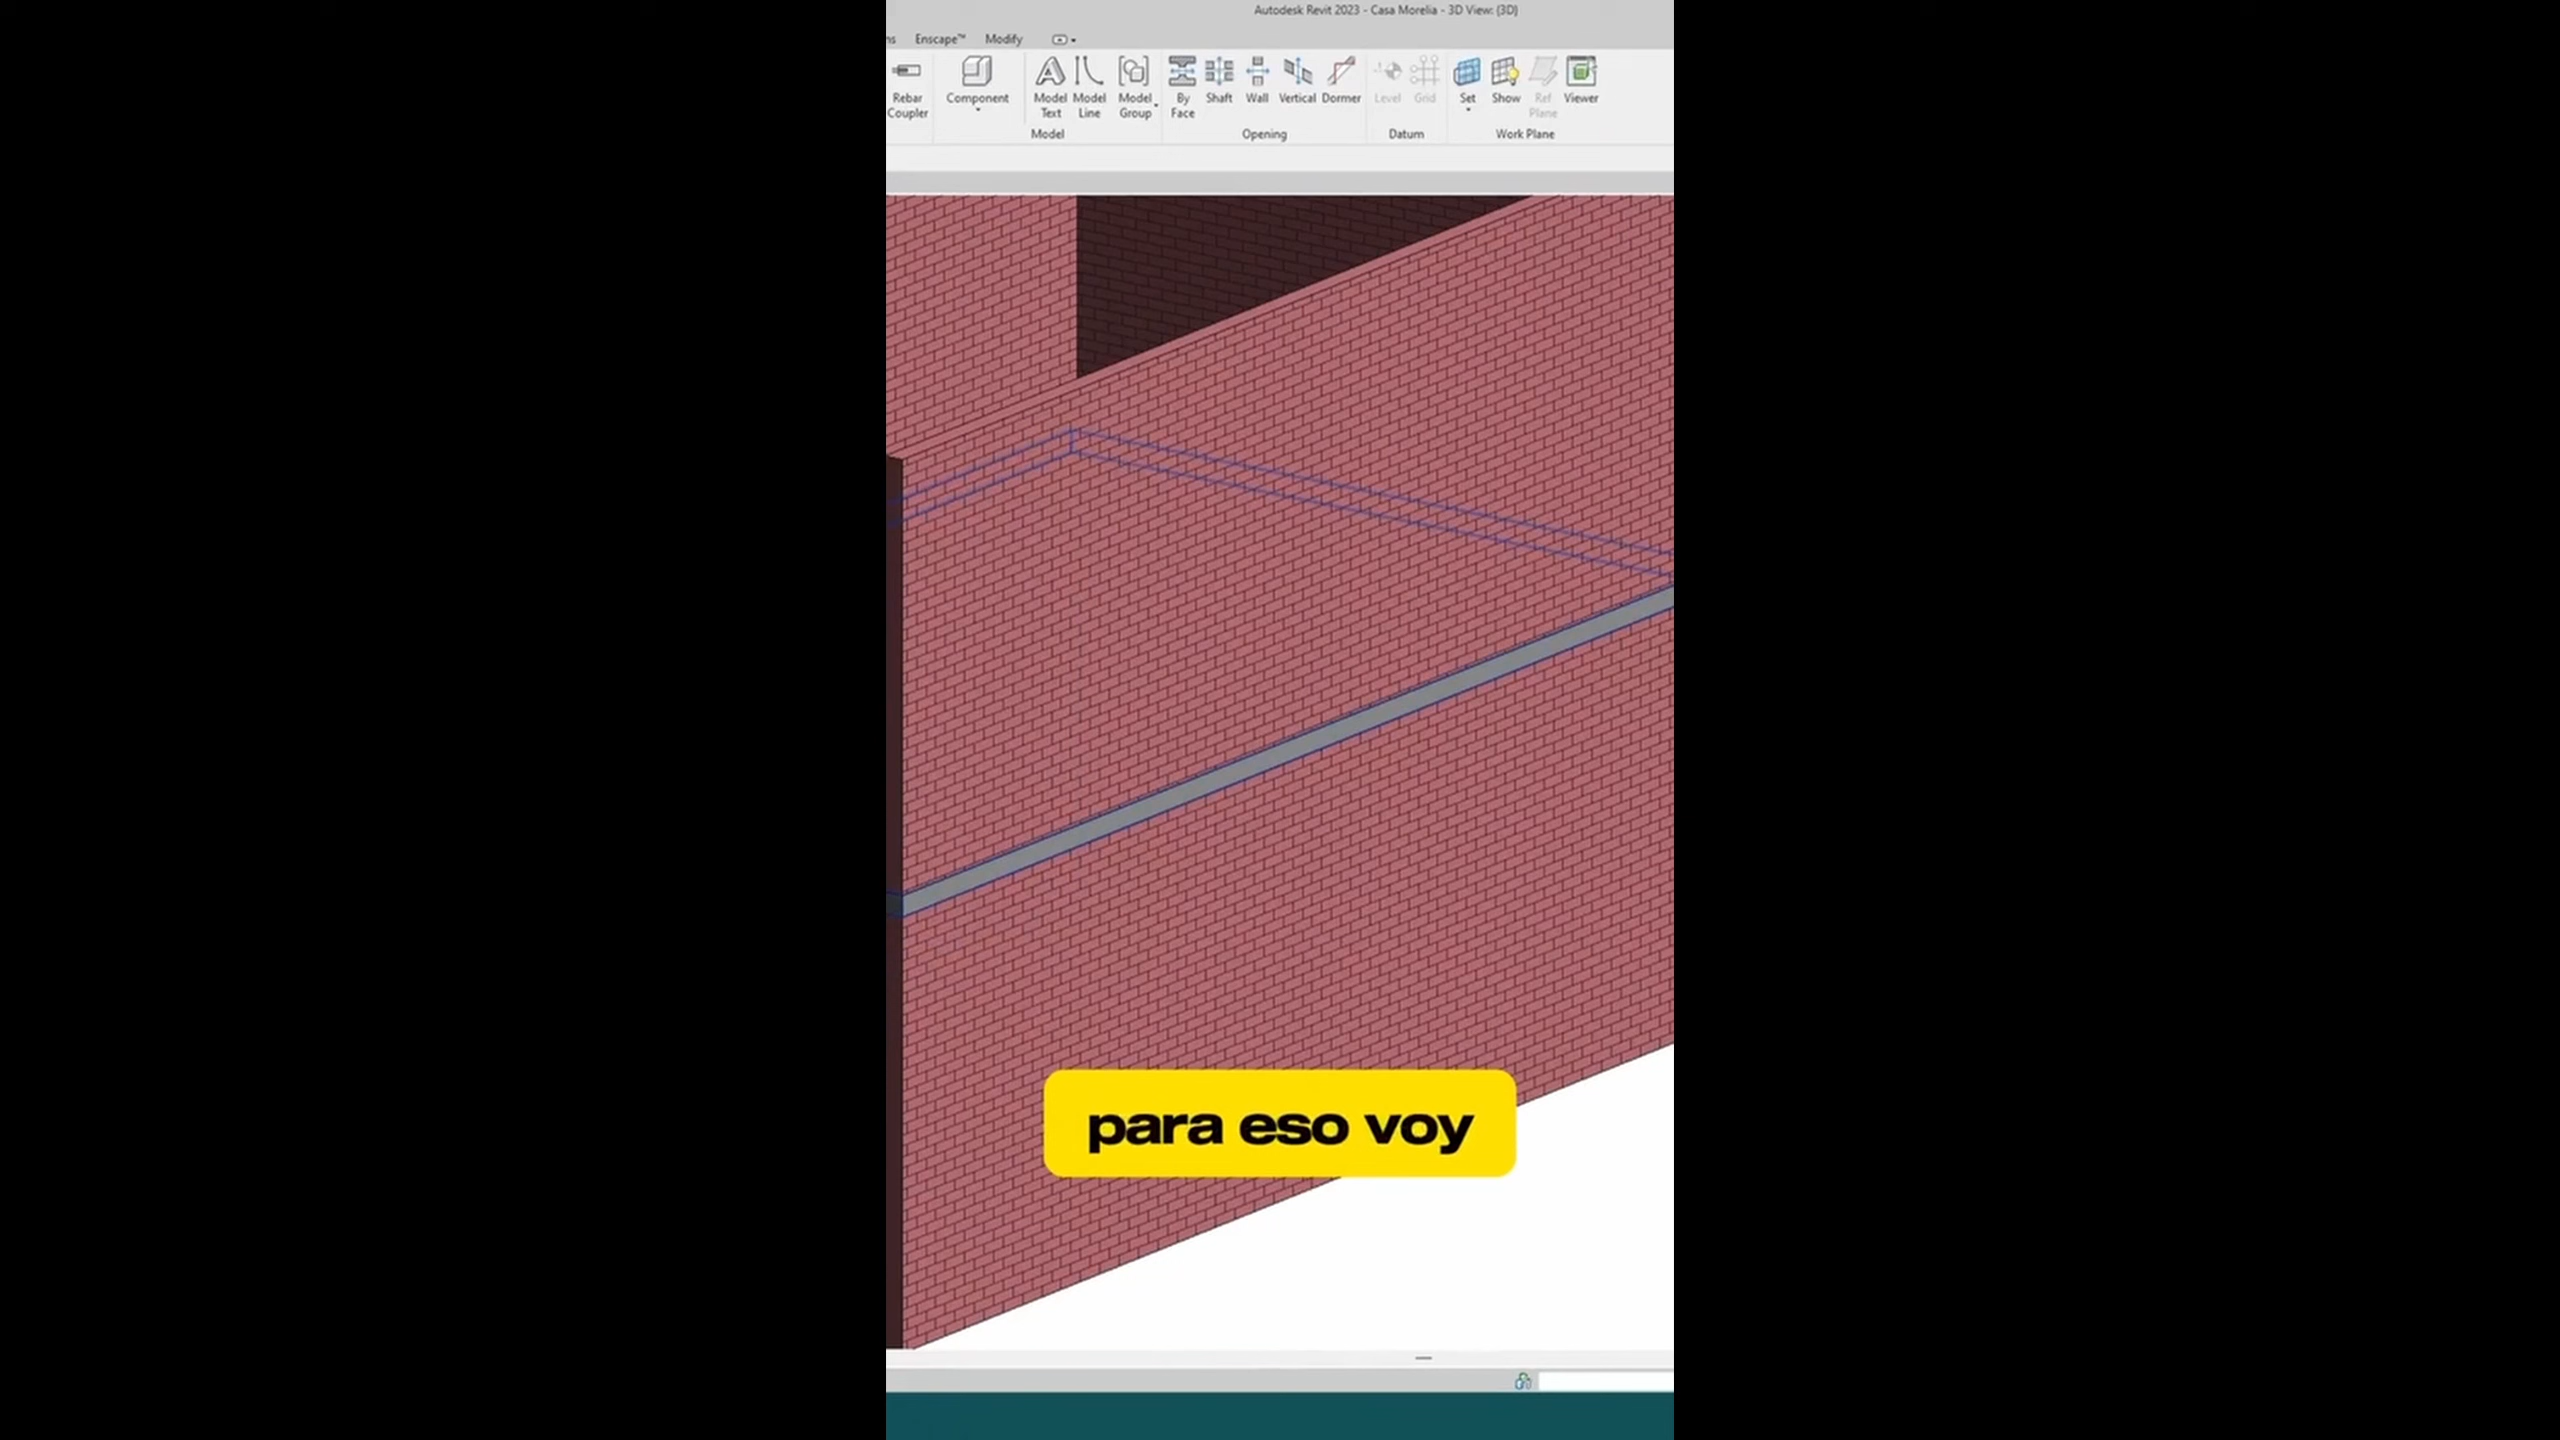 Autodesk Revit 2023 - Casa Morelia - 3D View: {3D}
ns Enscape™ Modify
Rebar Coupler
Component
Model Text
Model Line
Model Group
By Face
Shaft
Wall
Vertical
Dormer
Level
Grid
Set
Show
Ref Plane
Viewer
Model
Opening
Datum
Work Plane
para eso voy